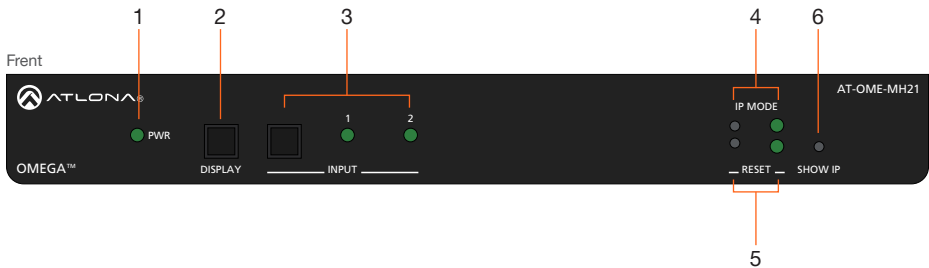 1 2 3 4 6
Frent
ATLONA®
AT-OME-MH21
1 2
IP MODE
PWR
OMEGA™
DISPLAY
INPUT
RESET
SHOW IP
5